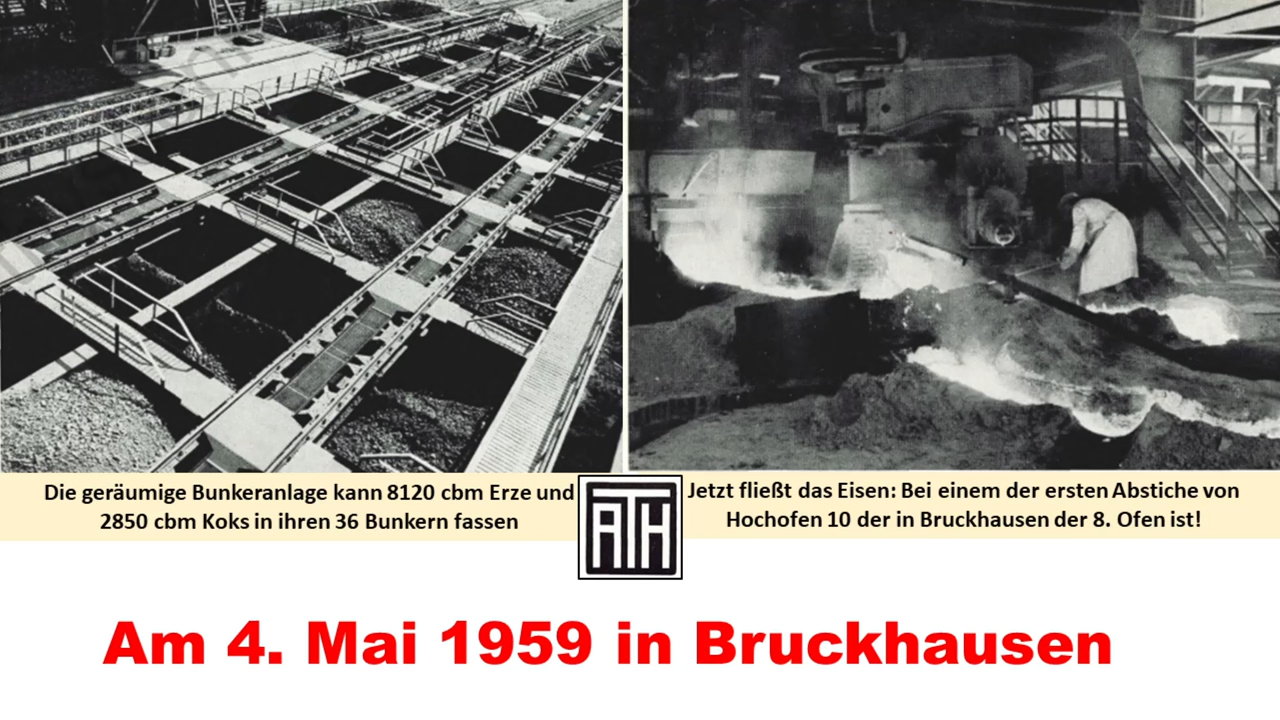 Die geräumige Bunkeranlage kann 8120 cbm Erze und
2850 cbm Koks in ihren 36 Bunkern fassen
ATH
Jetzt fließt das Eisen: Bei einem der ersten Abstiche von
Hochofen 10 der in Bruckhausen der 8. Ofen ist!
Am 4. Mai 1959 in Bruckhausen